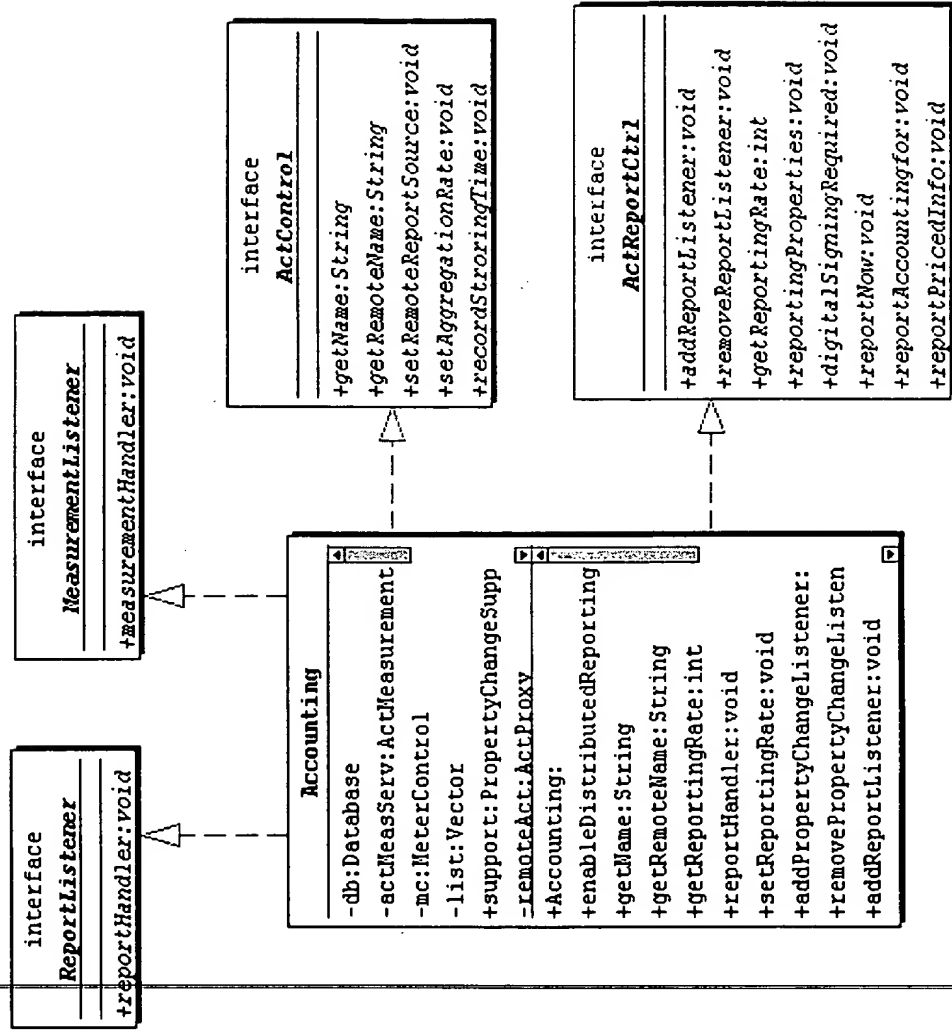 interface
ReportListener
+reportHandler:void
interface
MeasurementListener
+measurementHandler:void
Accounting
-db:Database
-actMeasServ:ActMeasurement
-mc:MeterControl
-list:Vector
+support:PropertyChangeSupp
-remoteAct:ActProxy
+Accounting:
+enableDistributedReporting
+getName:String
+getRemoteName:String
+getReportingRate:int
+reportHandler:void
+setReportingRate:void
+addPropertyChangeListener:
+removePropertyChangeListen
+addReportListener:void
interface
ActControl
+getName:String
+getRemoteName:String
+setRemoteReportSource:void
+setAggregationRate:void
+recordStroringTime:void
interface
ActReportCtrl
+addReportListener:void
+removeReportListener:void
+getReportingRate:int
+reportingProperties:void
+digitalSigningRequired:void
+reportNow:void
+reportAccountingfor:void
+reportPricedInfo:void